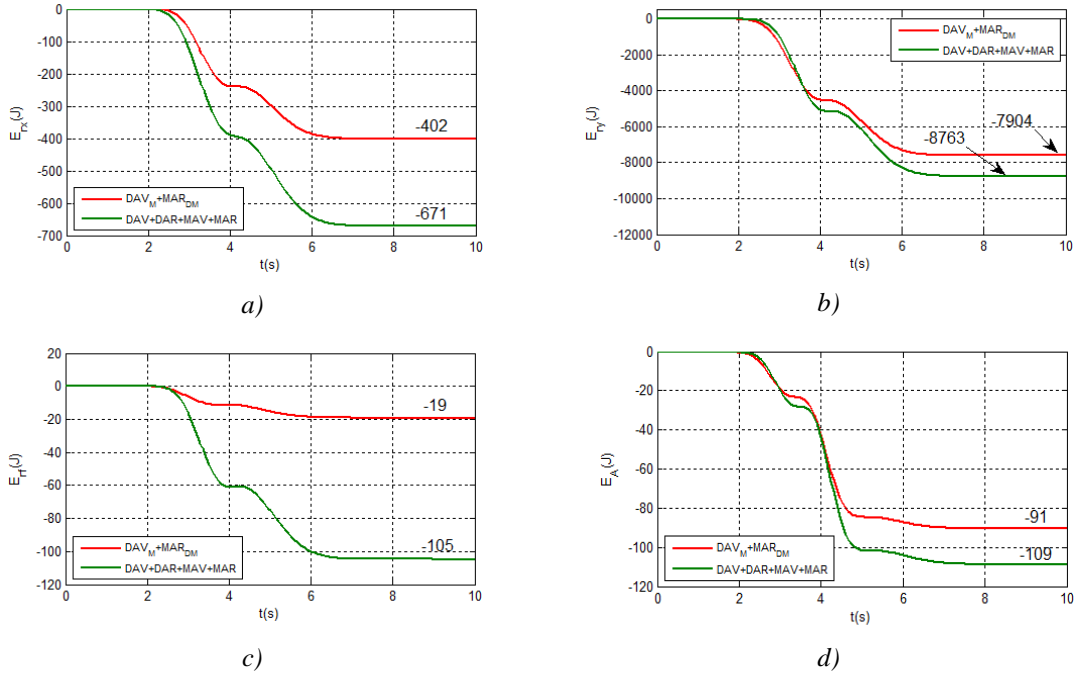 0
-100
-200
-300
-400
-500
-600
-700
E_rx(J)
-402
-671
DAV_M+MAR_DM
DAV+DAR+MAV+MAR
0 2 4 6 8 10
t(s)
a)
0
-2000
-4000
-6000
-8000
-10000
-12000
E_ry(J)
DAV_M+MAR_DM
DAV+DAR+MAV+MAR
-7904
-8763
0 2 4 6 8 10
t(s)
b)
20
0
-20
-40
-60
-80
-100
-120
E_rf(J)
-19
-105
DAV_M+MAR_DM
DAV+DAR+MAV+MAR
0 2 4 6 8 10
t(s)
c)
0
-20
-40
-60
-80
-100
-120
E_A(J)
-91
-109
DAV_M+MAR_DM
DAV+DAR+MAV+MAR
0 2 4 6 8 10
t(s)
d)